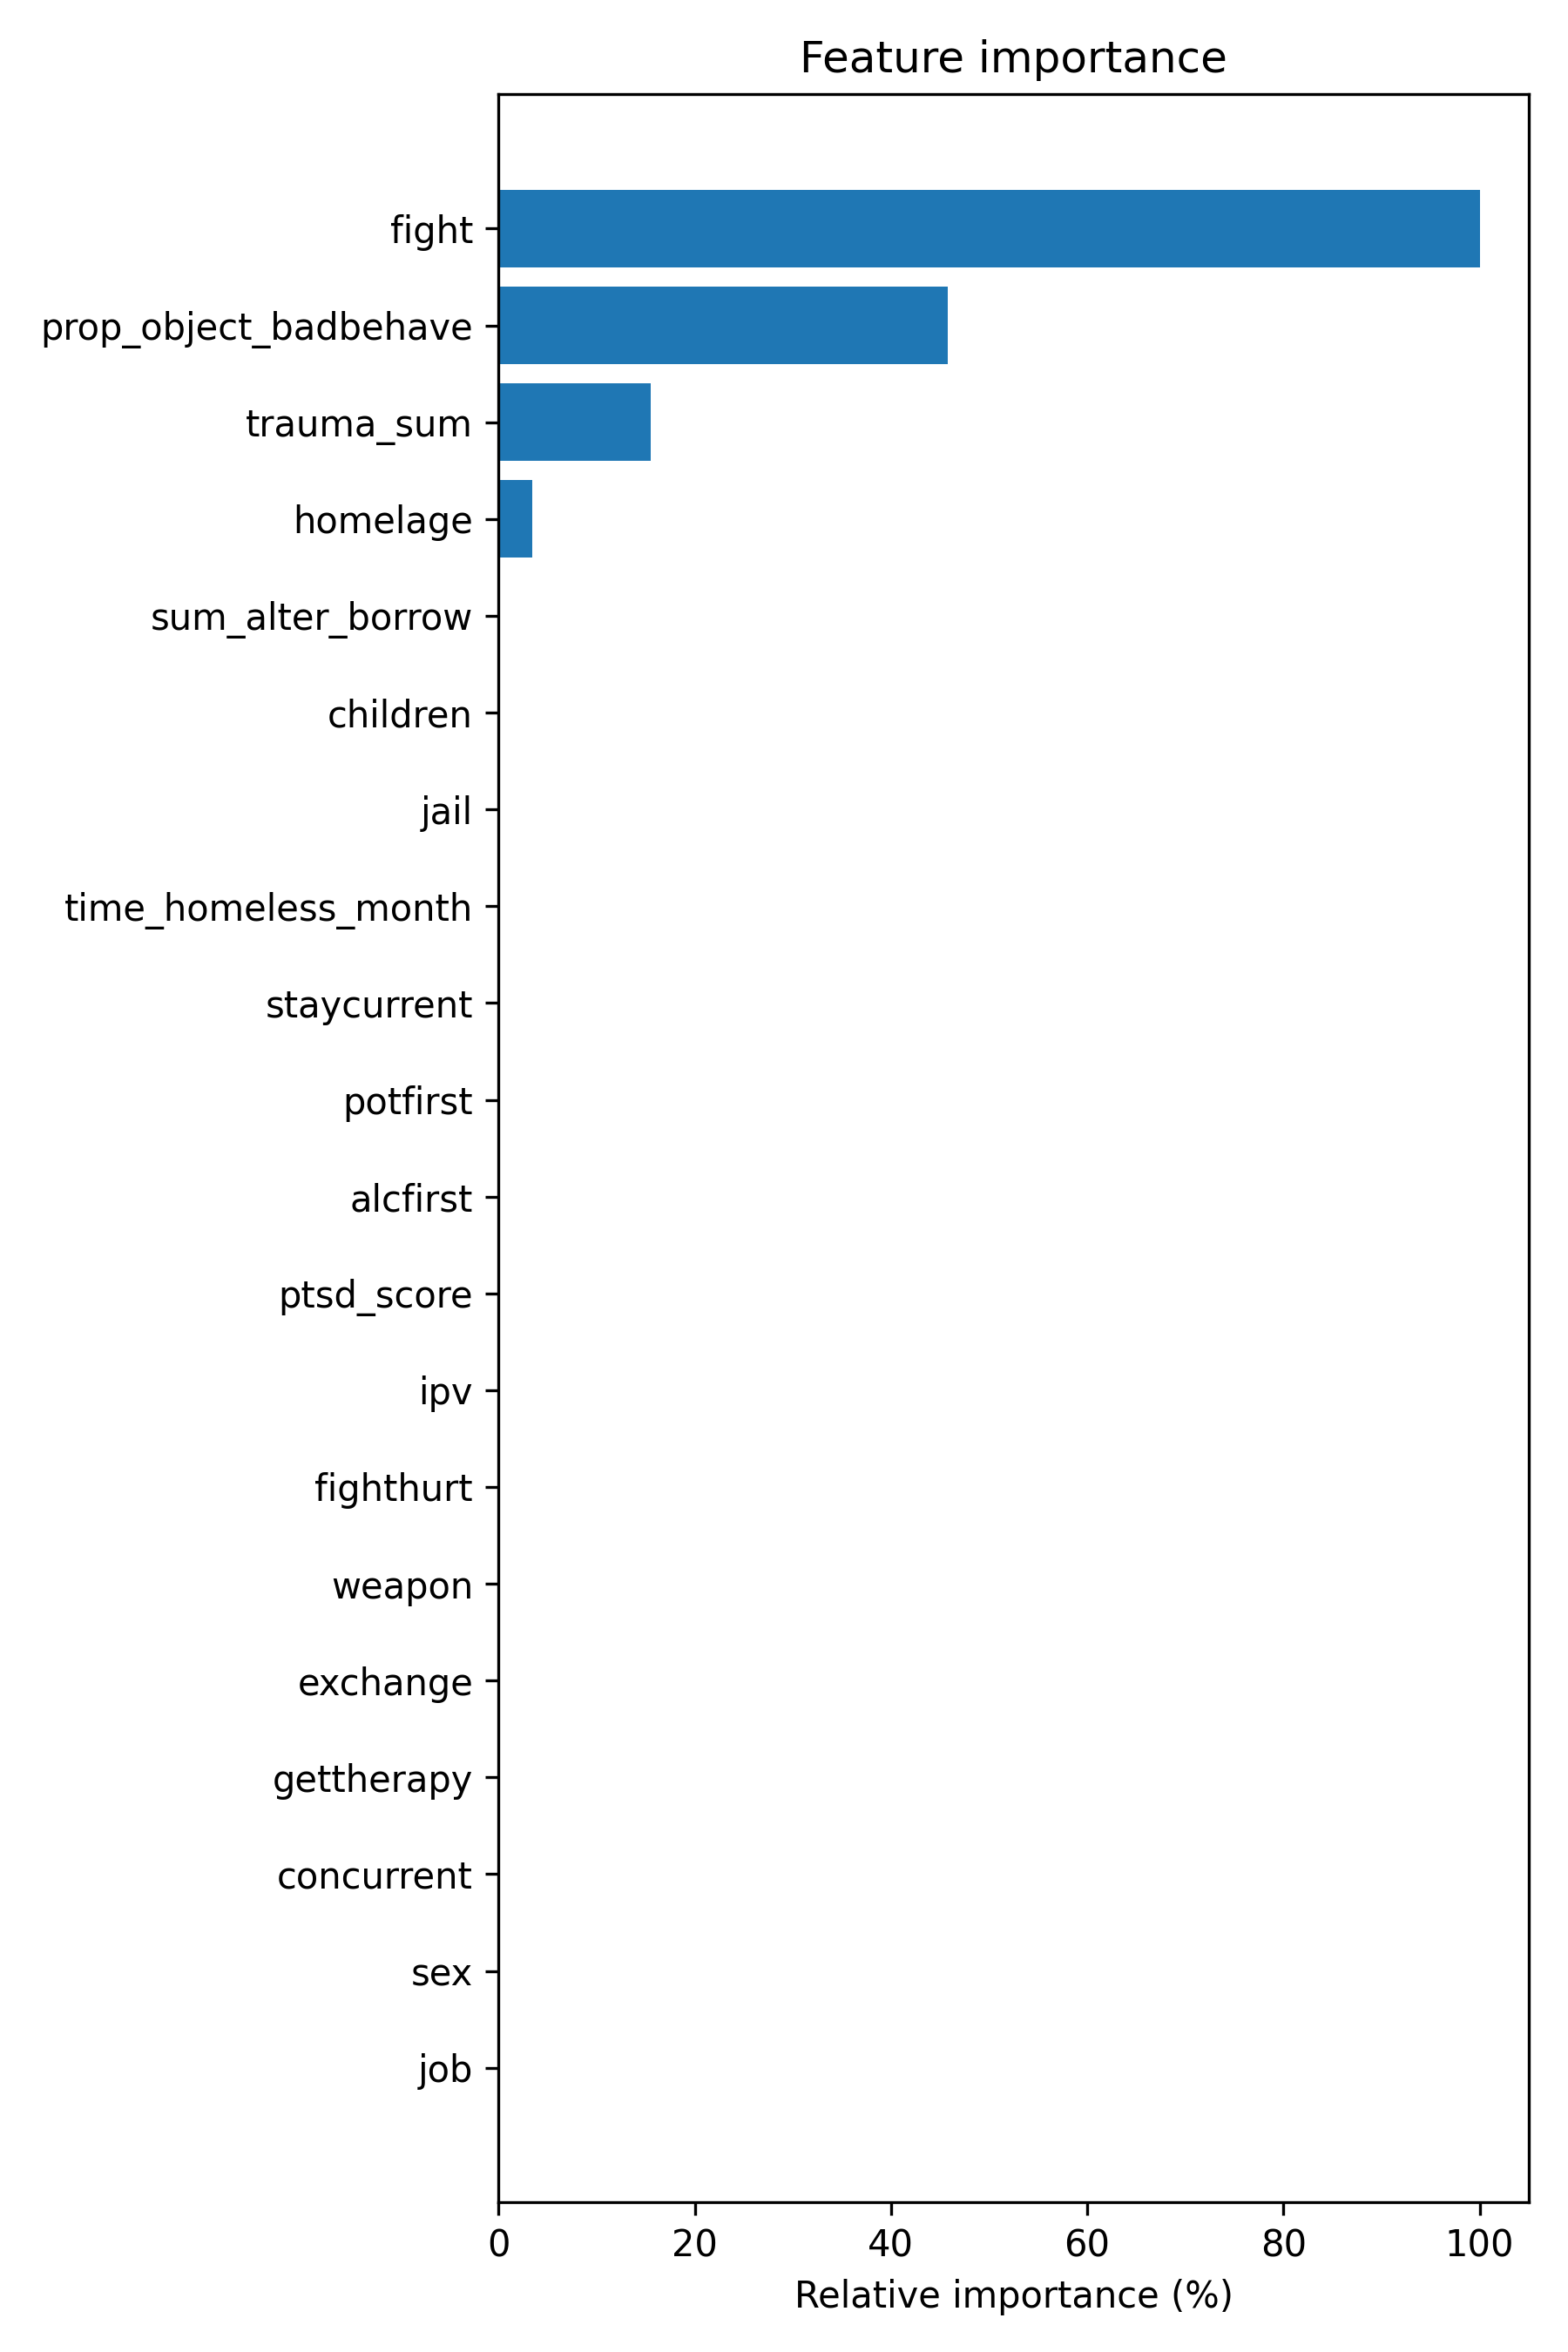 Feature importance
fight
prop_object_badbehave
trauma_sum
homelage
sum_alter_borrow
children
jail
time_homeless_month
staycurrent
potfirst
alcfirst
ptsd_score
ipv
fighthurt
weapon
exchange
gettherapy
concurrent
sex
job
0 20 40 60 80 100
Relative importance (%)